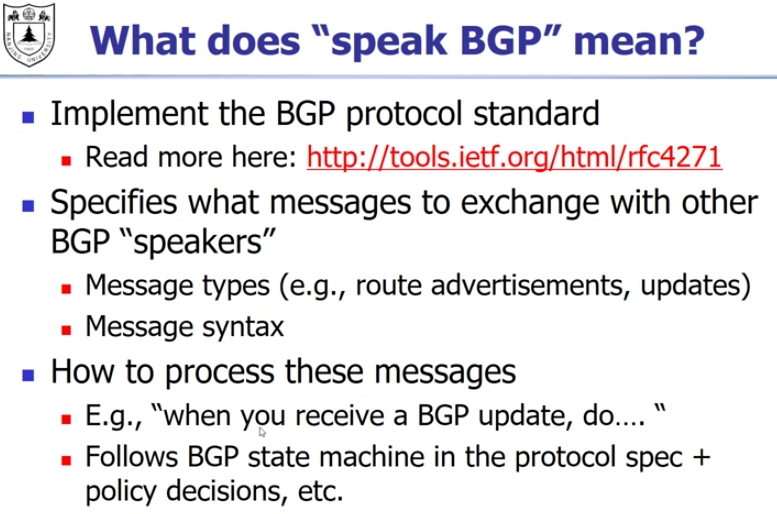 NANJING UNIVERSITY
What does “speak BGP” mean?
Implement the BGP protocol standard
Read more here: http://tools.ietf.org/html/rfc4271
Specifies what messages to exchange with other
BGP “speakers”
Message types (e.g., route advertisements, updates)
Message syntax
How to process these messages
E.g., “when you receive a BGP update, do…. “
Follows BGP state machine in the protocol spec +
policy decisions, etc.